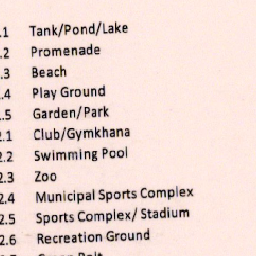 .1 Tank/Pond/Lake
.2 Promenade
.3 Beach
.4 Play Ground
.5 Garden/Park
2.1 Club/Gymkhana
2.2 Swimming Pool
2.3 Zoo
2.4 Municipal Sports Complex
2.5 Sports Complex/ Stadium
2.6 Recreation Ground